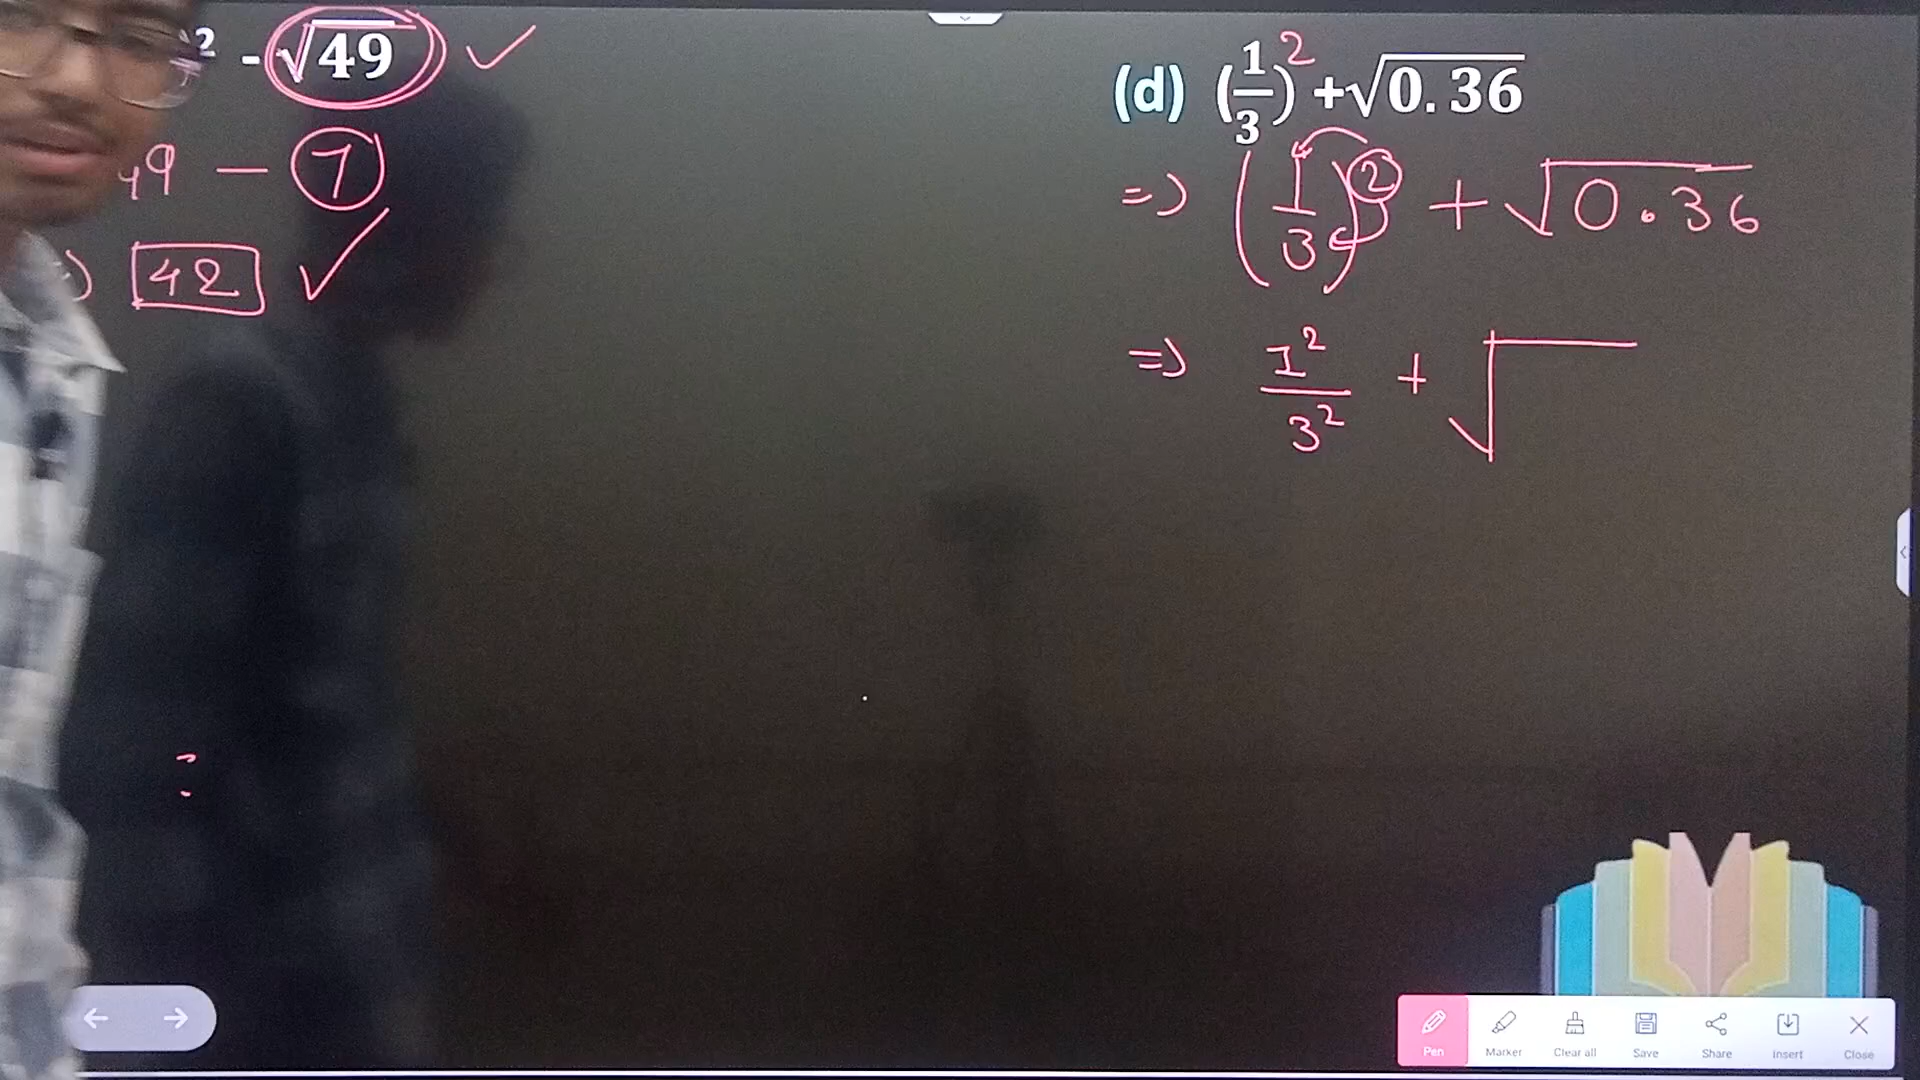 ² - √49 ✓
49 - 7
42 ✓
(d) (1/3)² + √0.36
=> (1/3)² + √0.36
=> 1²/3² + √
Pen Marker Clear all Save Share Insert Close